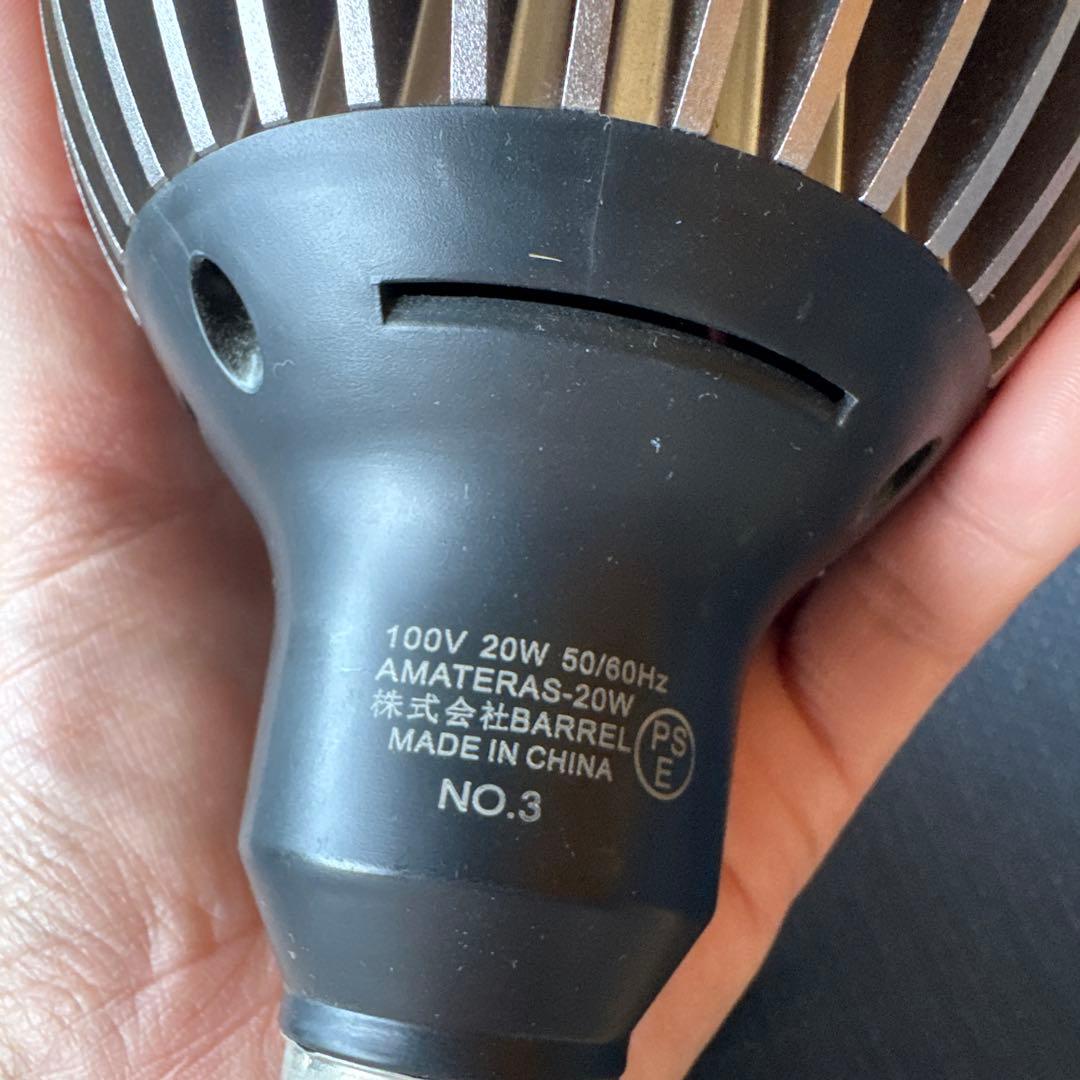 100V 20W 50/60Hz
AMATERAS-20W
株式会社BARREL
MADE IN CHINA
PS
E
NO.3